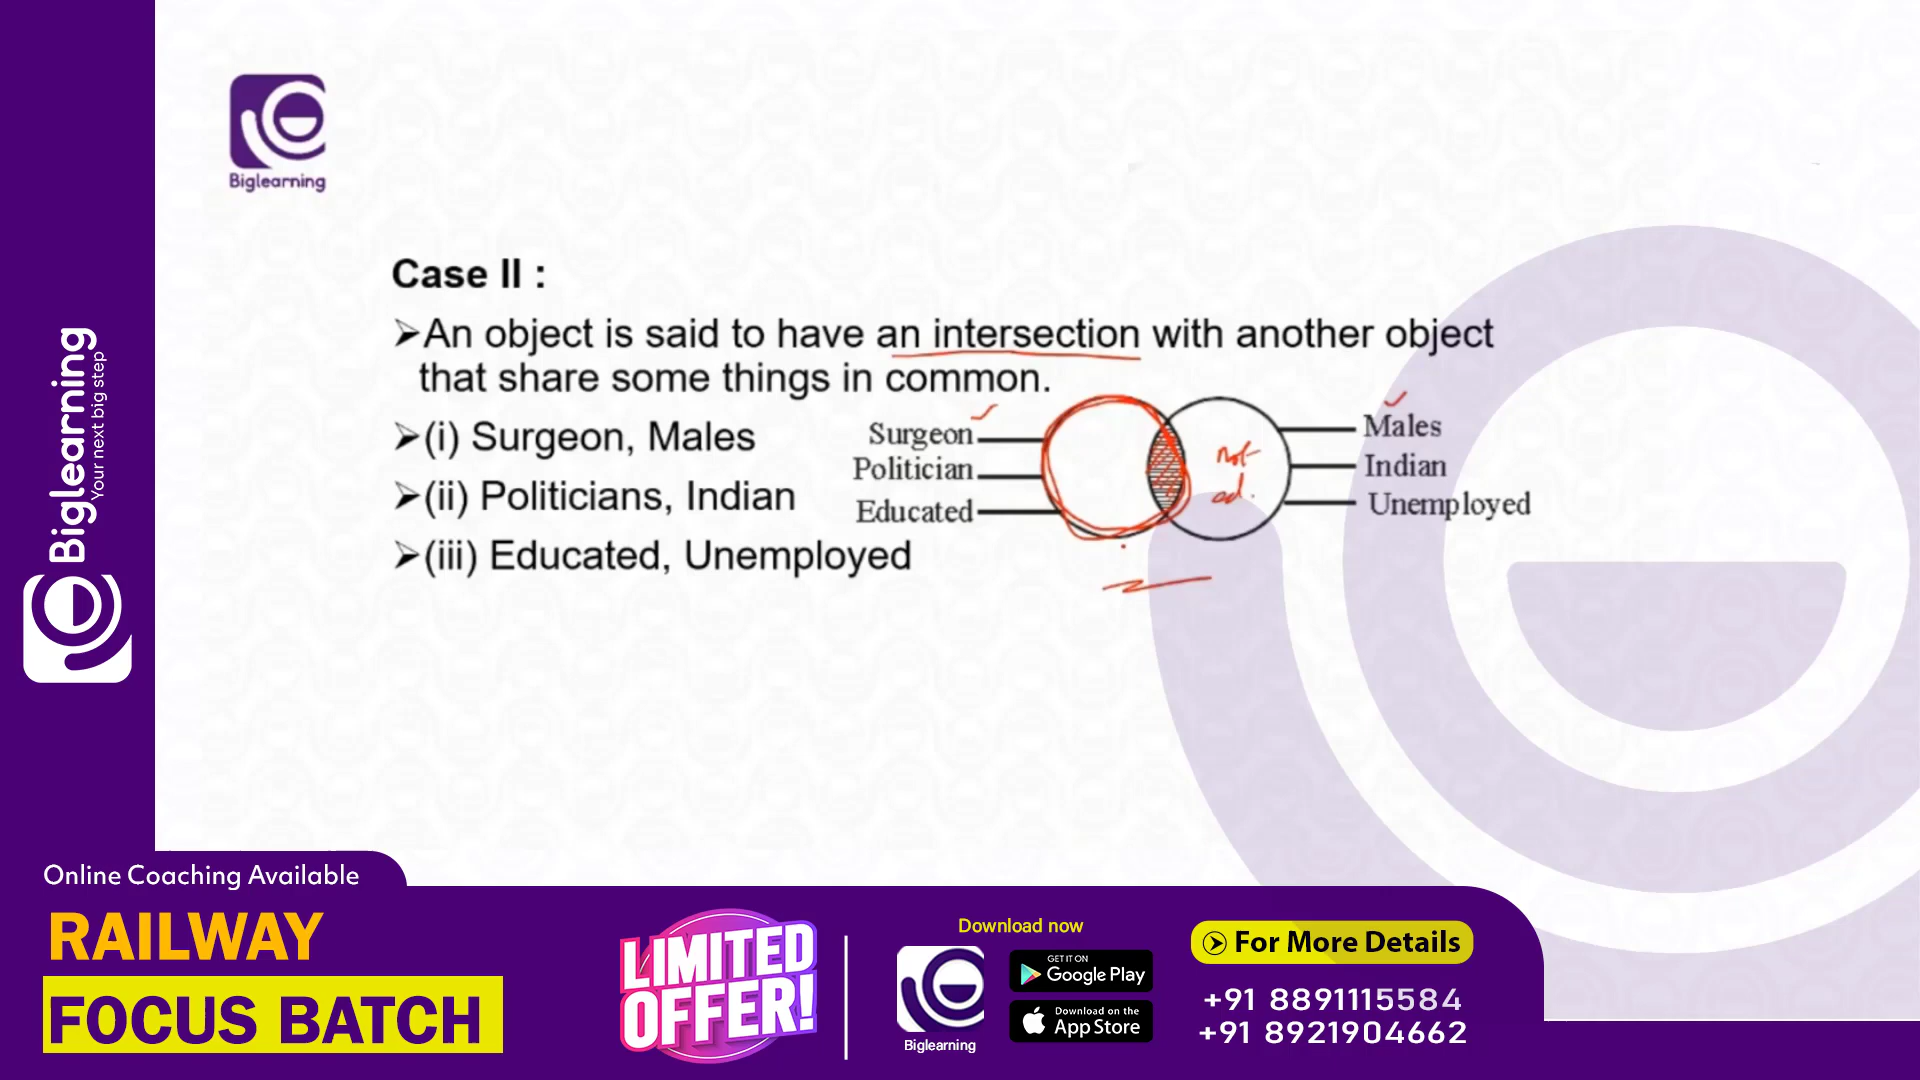 Biglearning
Case II :
➢An object is said to have an intersection with another object
that share some things in common.
➢(i) Surgeon, Males
➢(ii) Politicians, Indian
➢(iii) Educated, Unemployed
Surgeon
Politician
Educated
not
ed.
Males
Indian
Unemployed
Biglearning
Your next big step
Online Coaching Available
RAILWAY
FOCUS BATCH
LIMITED
OFFER!
Download now
Biglearning
GET IT ON
Google Play
Download on the
App Store
For More Details
+91 8891115584
+91 8921904662